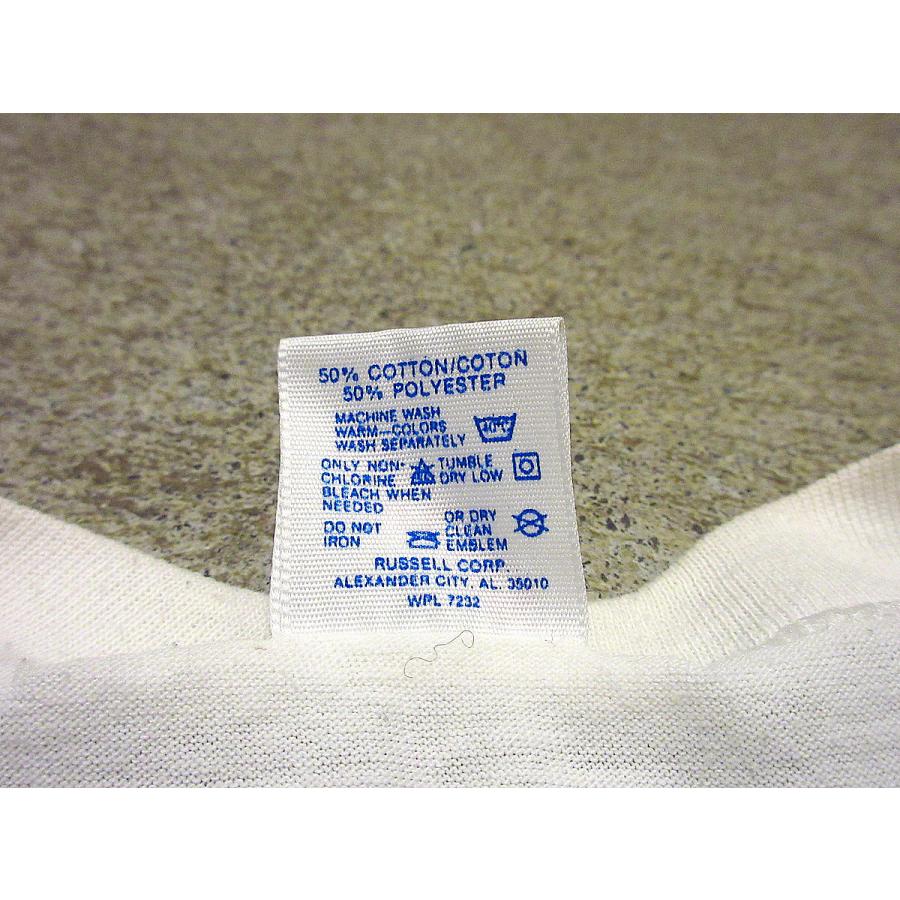 50% COTTON/COTON
50% POLYESTER
MACHINE WASH
WARM—COLORS
WASH SEPARATELY
ONLY NON-
CHLORINE
BLEACH WHEN
NEEDED
TUMBLE
DRY LOW
DO NOT
IRON
OR DRY
CLEAN
EMBLEM
RUSSELL CORP.
ALEXANDER CITY, AL. 35010
WPL 7232